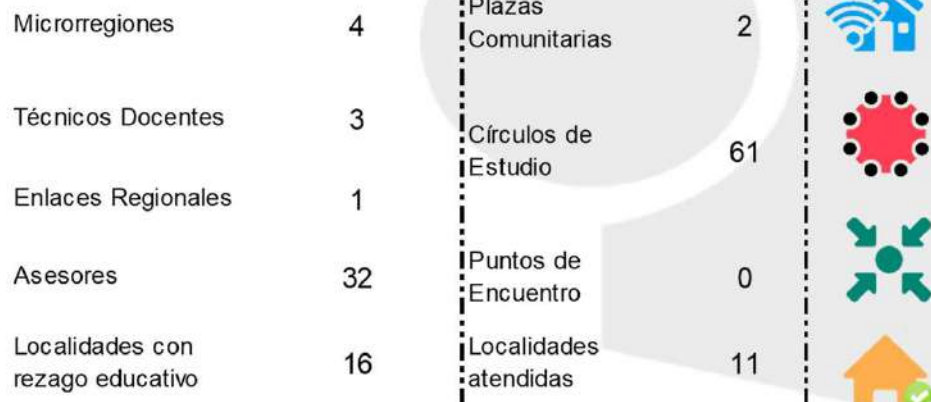 Microrregiones 4
Técnicos Docentes 3
Enlaces Regionales 1
Asesores 32
Localidades con
rezago educativo 16
Plazas
Comunitarias 2
Círculos de
Estudio 61
Puntos de
Encuentro 0
Localidades
atendidas 11